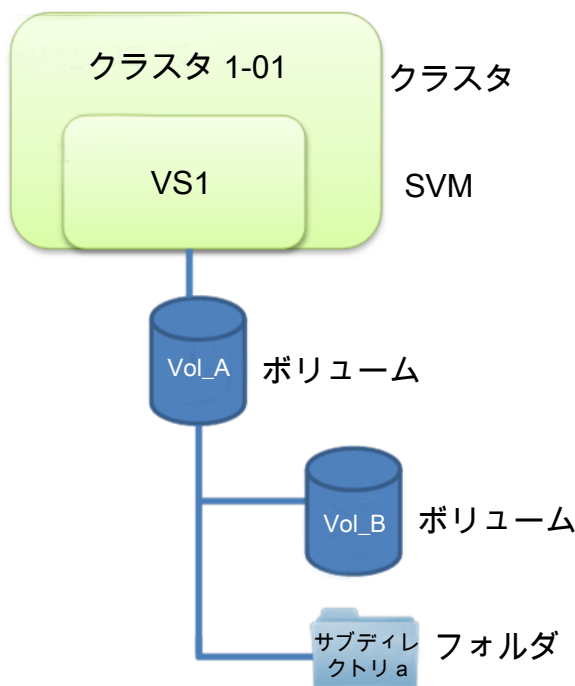 クラスタ 1-01
クラスタ
VS1
SVM
Vol_A
ボリューム
Vol_B
ボリューム
サブディレ
クトリ a
フォルダ